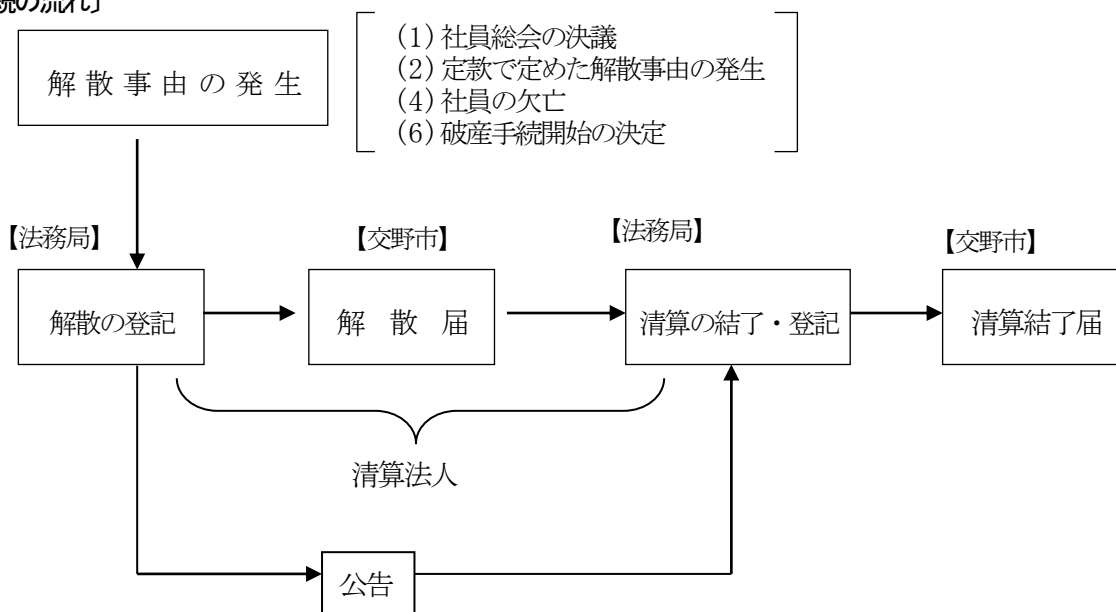 の流れ〕
解散事由の発生
(1)社員総会の決議
(2)定款で定めた解散事由の発生
(4)社員の欠亡
(6)破産手続開始の決定
【法務局】
【交野市】
【法務局】
【交野市】
解散の登記
解散届
清算の結了・登記
清算結了届
清算法人
公告